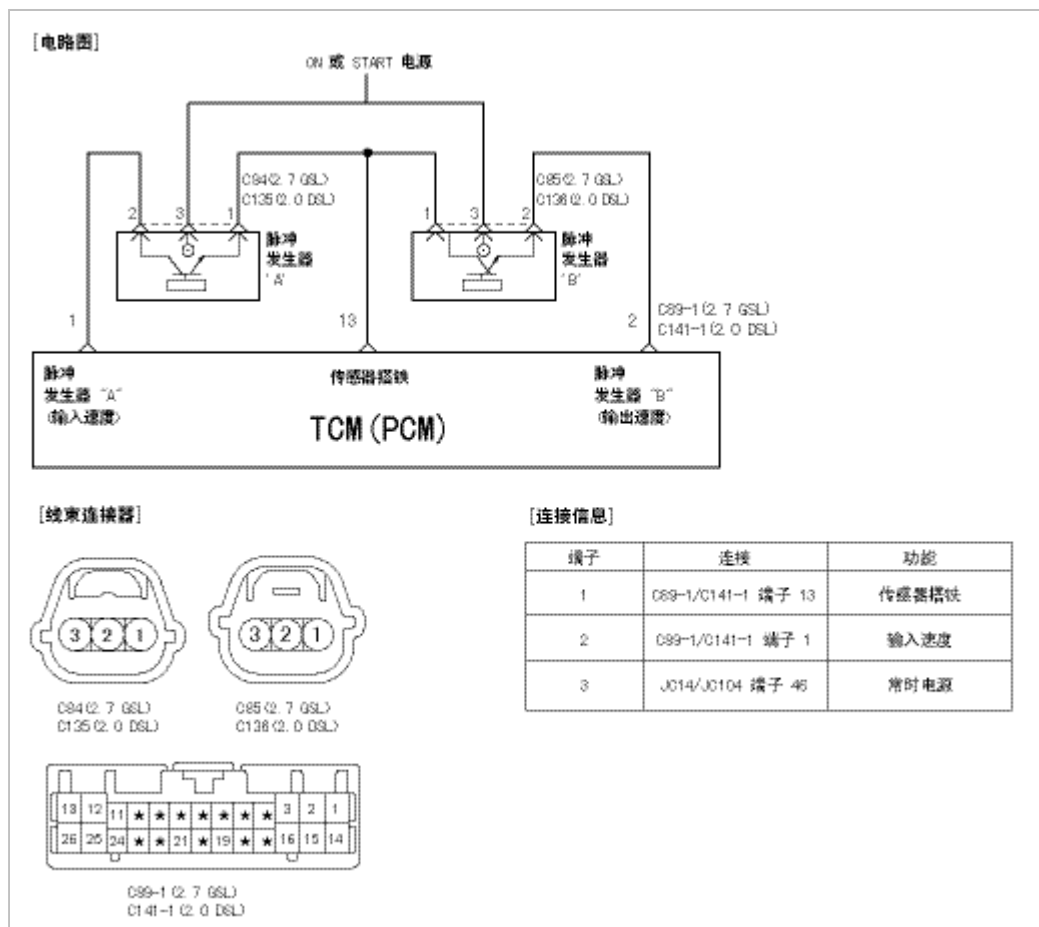 [电路图]
ON 或 START 电源
C84(2.7 GSL)
C135(2.0 DSL)
C85(2.7 GSL)
C136(2.0 DSL)
2 3 1
1 3 2
脉冲
发生器
'A'
脉冲
发生器
'B'
1
13
2
C89-1(2.7 GSL)
C141-1(2.0 DSL)
脉冲
发生器 "A"
(输入速度)
传感器搭铁
脉冲
发生器 "B"
(输出速度)
TCM(PCM)
[线束连接器]
3 2 1
3 2 1
C84(2.7 GSL)
C135(2.0 DSL)
C85(2.7 GSL)
C136(2.0 DSL)
13 12 11 ★ ★ ★ ★ ★ ★ ★ 3 2 1
26 25 24 ★ ★ 21 ★ 19 ★ ★ 16 15 14
C89-1(2.7 GSL)
C141-1(2.0 DSL)
[连接信息]
端子 连接 功能
1 C89-1/C141-1 端子 13 传感器搭铁
2 C89-1/C141-1 端子 1 输入速度
3 JC14/JC104 端子 46 常时电源